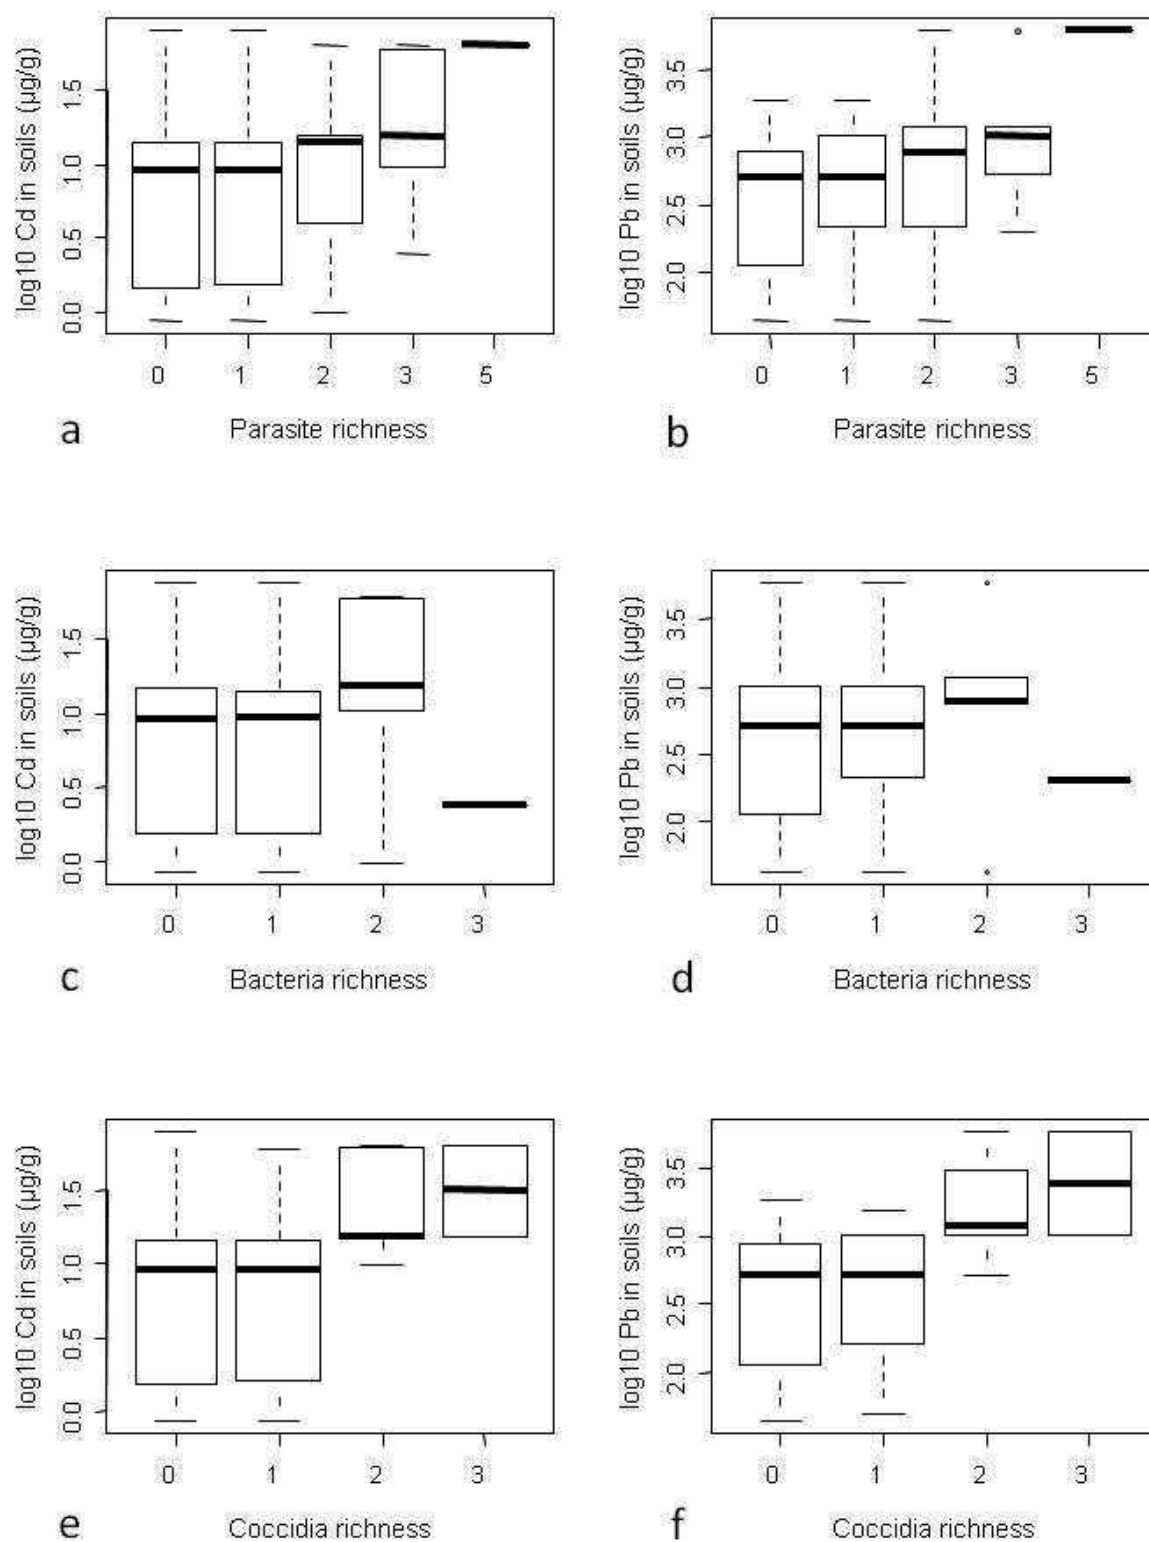 log10 Cd in soils (µg/g)
0.0 0.5 1.0 1.5
0 1 2 3 5
a Parasite richness
log10 Pb in soils (µg/g)
2.0 2.5 3.0 3.5
0 1 2 3 5
b Parasite richness
log10 Cd in soils (µg/g)
0.0 0.5 1.0 1.5
0 1 2 3
c Bacteria richness
log10 Pb in soils (µg/g)
2.0 2.5 3.0 3.5
0 1 2 3
d Bacteria richness
log10 Cd in soils (µg/g)
0.0 0.5 1.0 1.5
0 1 2 3
e Coccidia richness
log10 Pb in soils (µg/g)
2.0 2.5 3.0 3.5
0 1 2 3
f Coccidia richness